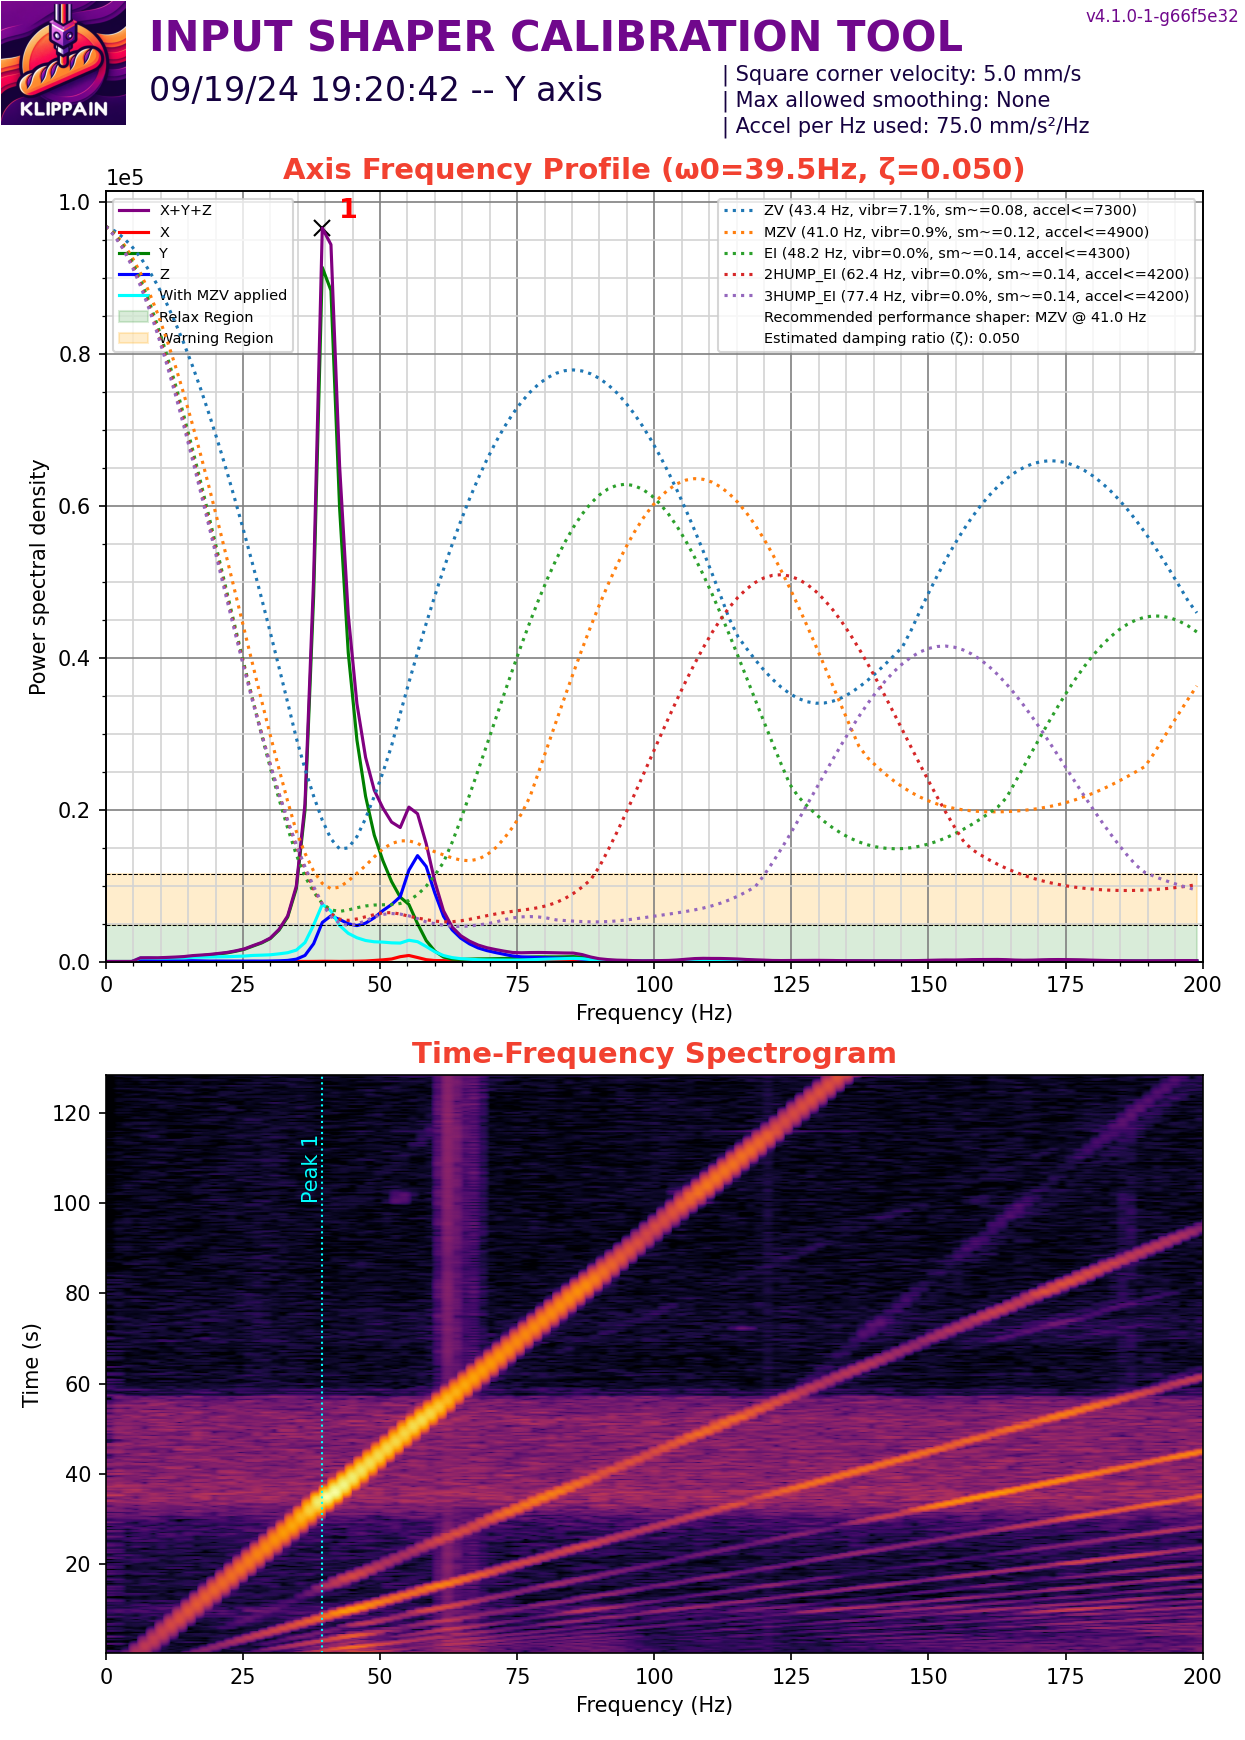 v4.1.0-1-g66f5e32
INPUT SHAPER CALIBRATION TOOL
09/19/24 19:20:42 -- Y axis
| Square corner velocity: 5.0 mm/s
| Max allowed smoothing: None
| Accel per Hz used: 75.0 mm/s²/Hz
KLIPPAIN
Axis Frequency Profile (ω0=39.5Hz, ζ=0.050)
1e5
1.0
0.8
0.6
0.4
0.2
0.0
Power spectral density
X+Y+Z
X
Y
Z
With MZV applied
Relax Region
Warning Region
1
ZV (43.4 Hz, vibr=7.1%, sm~=0.08, accel<=7300)
MZV (41.0 Hz, vibr=0.9%, sm~=0.12, accel<=4900)
EI (48.2 Hz, vibr=0.0%, sm~=0.14, accel<=4300)
2HUMP_EI (62.4 Hz, vibr=0.0%, sm~=0.14, accel<=4200)
3HUMP_EI (77.4 Hz, vibr=0.0%, sm~=0.14, accel<=4200)
Recommended performance shaper: MZV @ 41.0 Hz
Estimated damping ratio (ζ): 0.050
0 25 50 75 100 125 150 175 200
Frequency (Hz)
Time-Frequency Spectrogram
120
100
80
60
40
20
Time (s)
Peak 1
0 25 50 75 100 125 150 175 200
Frequency (Hz)